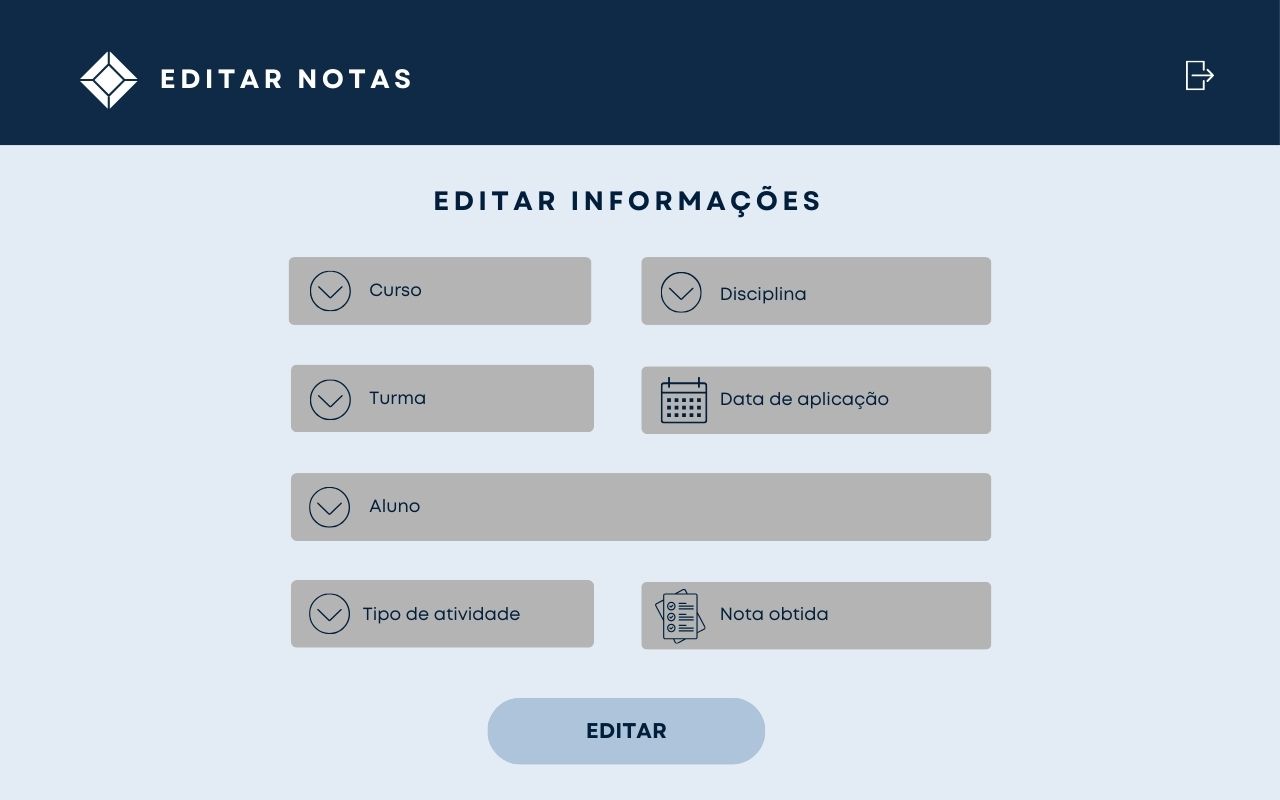 EDITAR NOTAS
EDITAR INFORMAÇÕES
Curso
Disciplina
Turma
Data de aplicação
Aluno
Tipo de atividade
Nota obtida
EDITAR